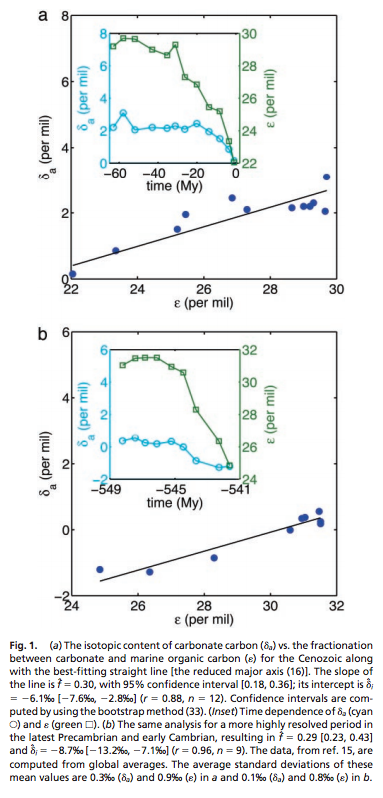 a
8
6
4
2
0
δa (per mil)
22
24
26
28
30
ε (per mil)
8
6
4
2
0
δa (per mil)
30
28
26
24
22
ε (per mil)
−60
−40
−20
0
time (My)
b
6
4
2
0
−2
δa (per mil)
24
26
28
30
32
ε (per mil)
6
4
2
0
−2
δa (per mil)
32
30
28
26
24
ε (per mil)
−549
−545
−541
time (My)
Fig. 1. (a) The isotopic content of carbonate carbon (δa) vs. the fractionation
between carbonate and marine organic carbon (ε) for the Cenozoic along
with the best-fitting straight line [the reduced major axis (16)]. The slope of
the line is f̂ = 0.30, with 95% confidence interval [0.18, 0.36]; its intercept is δ̂i
= −6.1‰ [−7.6‰, −2.8‰] (r = 0.88, n = 12). Confidence intervals are com-
puted by using the bootstrap method (33). (Inset) Time dependence of δa (cyan
○) and ε (green □). (b) The same analysis for a more highly resolved period in
the latest Precambrian and early Cambrian, resulting in f̂ = 0.29 [0.23, 0.43]
and δ̂i = −8.7‰ [−13.2‰, −7.1‰] (r = 0.96, n = 9). The data, from ref. 15, are
computed from global averages. The average standard deviations of these
mean values are 0.3‰ (δa) and 0.9‰ (ε) in a and 0.1‰ (δa) and 0.8‰ (ε) in b.